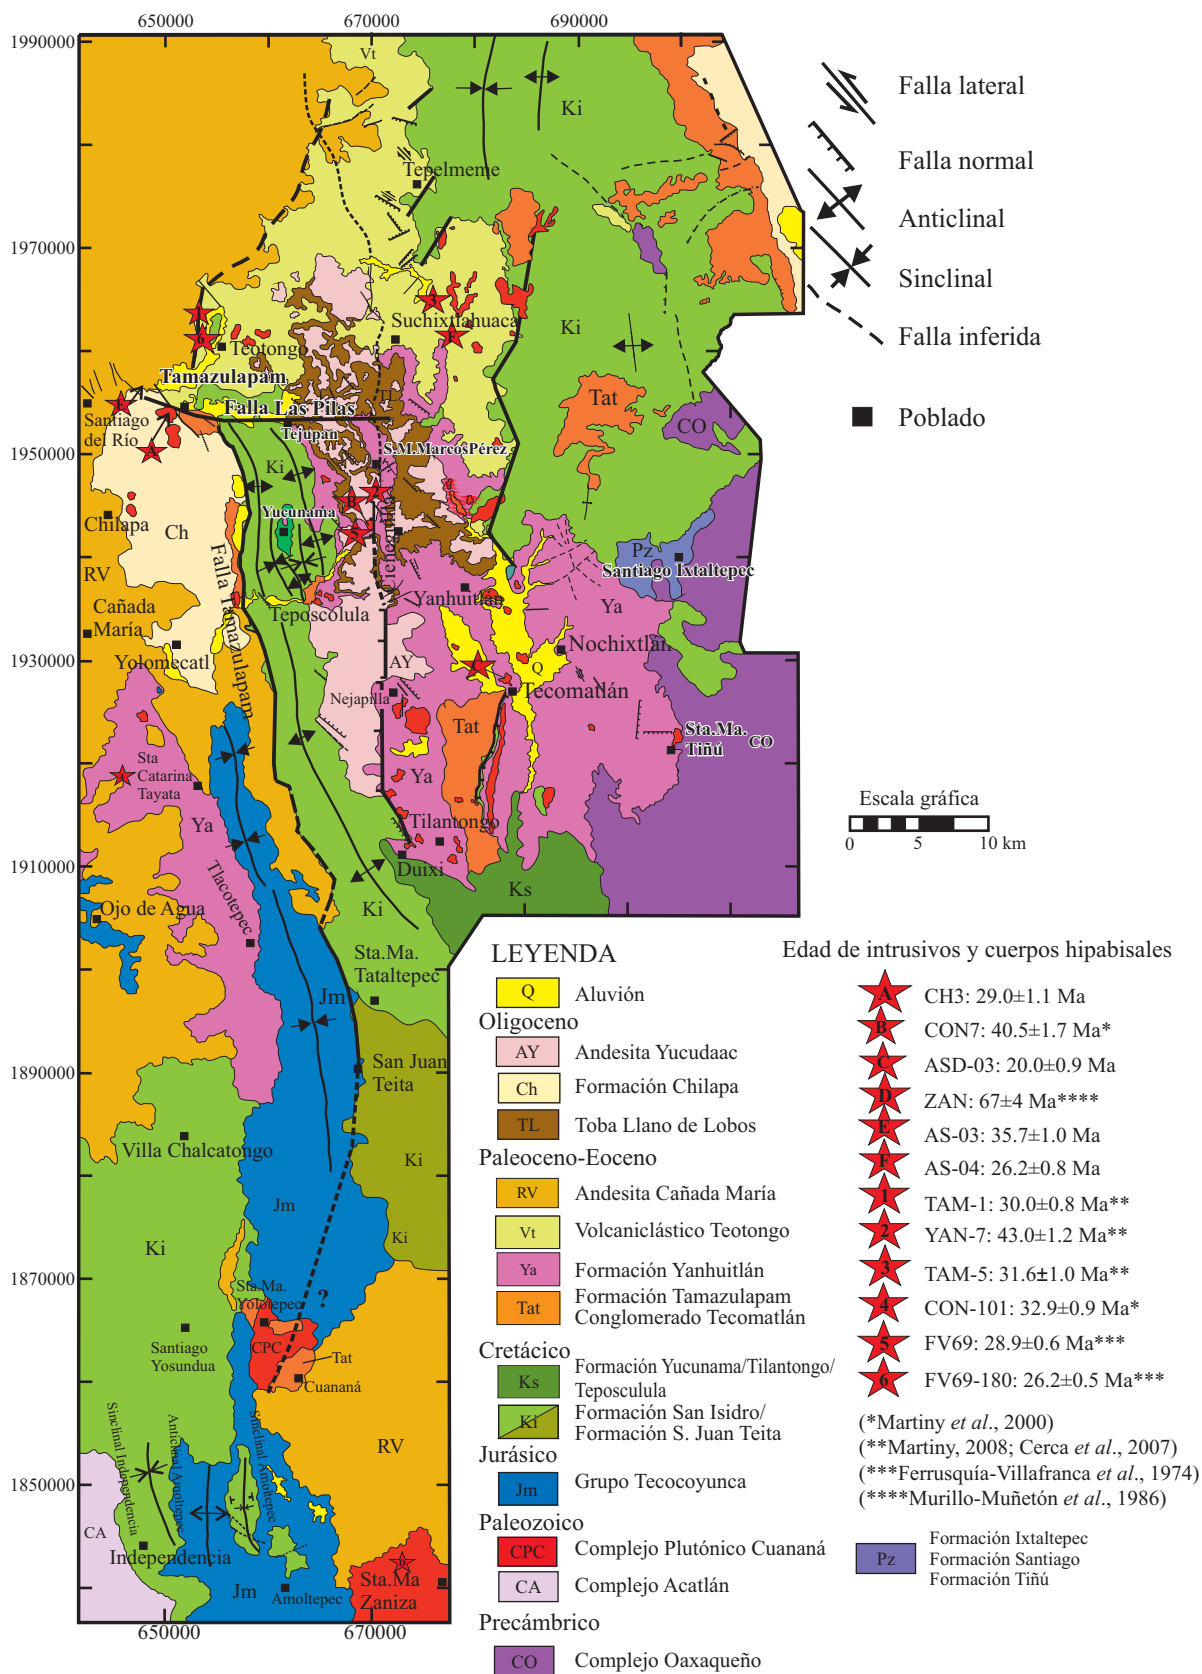 650000
670000
690000
1990000
1970000
1950000
1930000
1910000
1890000
1870000
1850000
650000
670000
Vt
Ki
Tepelmeme
Suchixtlahuaca
3
F
1
6
Teotongo
Tamazulapam
Ki
Tat
CO
E
Santiago
del Río
Falla Las Pilas
Tejupan
TL
A
S.M.MarcosPérez
Ki
B
2
5
Yucunama
Chilapa
Ch
Falla Tamazulapam
RV
Pz
Santiago Ixtaltepec
Ya
Cañada
María
Yanhuitlán
Teposcolula
Nochixtlán
Yolomecatl
AY
C
Q
Nejapilla
Tecomatlán
Tat
Sta.Ma.
Tiñú
CO
4
Sta
Catarina
Tayata
Ya
Ya
Tilantongo
Duixi
Ks
Tlacotepec
Ojo de Agua
Ki
Sta.Ma.
Tataltepec
Jm
San Juan
Teita
Villa Chalcatongo
Ki
Jm
Ki
Ki
Sta.Ma.
Yolotepec
?
CPC
Tat
Santiago
Yosundua
Cuananá
RV
Sinclinal Independencia
Anticlinal Amoltepec
Sinclinal Amoltepec
CA
Independencia
Jm
Amoltepec
D
Sta.Ma
Zaniza
Falla lateral
Falla normal
Anticlinal
Sinclinal
Falla inferida
Poblado
Escala gráfica
0 5 10 km
LEYENDA
Q Aluvión
Oligoceno
AY Andesita Yucudaac
Ch Formación Chilapa
TL Toba Llano de Lobos
Paleoceno-Eoceno
RV Andesita Cañada María
Vt Volcaniclástico Teotongo
Ya Formación Yanhuitlán
Tat Formación Tamazulapam
Conglomerado Tecomatlán
Cretácico
Ks Formación Yucunama/Tilantongo/
Teposculula
Ki Formación San Isidro/
Formación S. Juan Teita
Jurásico
Jm Grupo Tecocoyunca
Paleozoico
CPC Complejo Plutónico Cuananá
CA Complejo Acatlán
Precámbrico
CO Complejo Oaxaqueño
Edad de intrusivos y cuerpos hipabisales
A CH3: 29.0±1.1 Ma
B CON7: 40.5±1.7 Ma*
C ASD-03: 20.0±0.9 Ma
D ZAN: 67±4 Ma****
E AS-03: 35.7±1.0 Ma
F AS-04: 26.2±0.8 Ma
1 TAM-1: 30.0±0.8 Ma**
2 YAN-7: 43.0±1.2 Ma**
3 TAM-5: 31.6±1.0 Ma**
4 CON-101: 32.9±0.9 Ma*
5 FV69: 28.9±0.6 Ma***
6 FV69-180: 26.2±0.5 Ma***
(*Martiny et al., 2000)
(**Martiny, 2008; Cerca et al., 2007)
(***Ferrusquía-Villafranca et al., 1974)
(****Murillo-Muñetón et al., 1986)
Pz Formación Ixtaltepec
Formación Santiago
Formación Tiñú